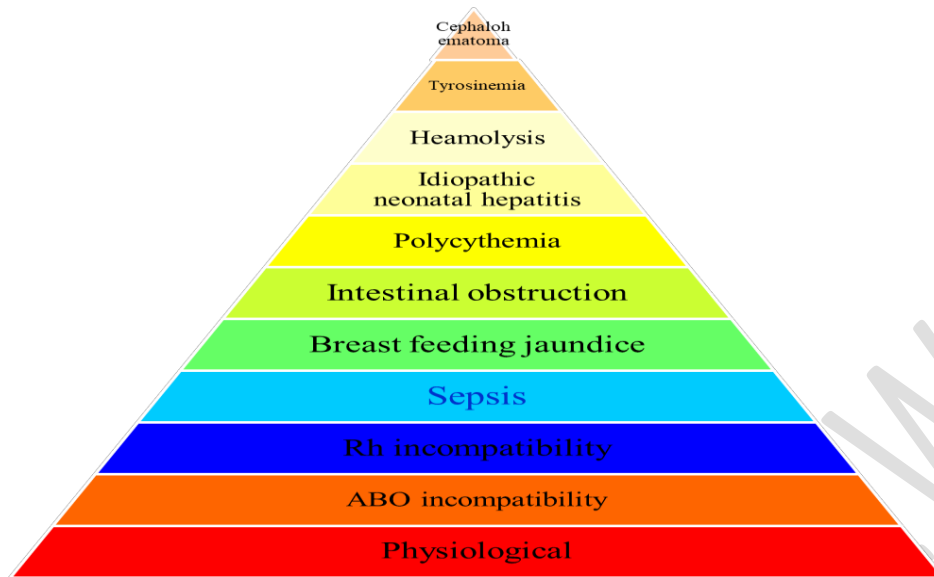 Cephaloh
ematoma
Tyrosinemia
Heamolysis
Idiopathic
neonatal hepatitis
Polycythemia
Intestinal obstruction
Breast feeding jaundice
Sepsis
Rh incompatibility
ABO incompatibility
Physiological